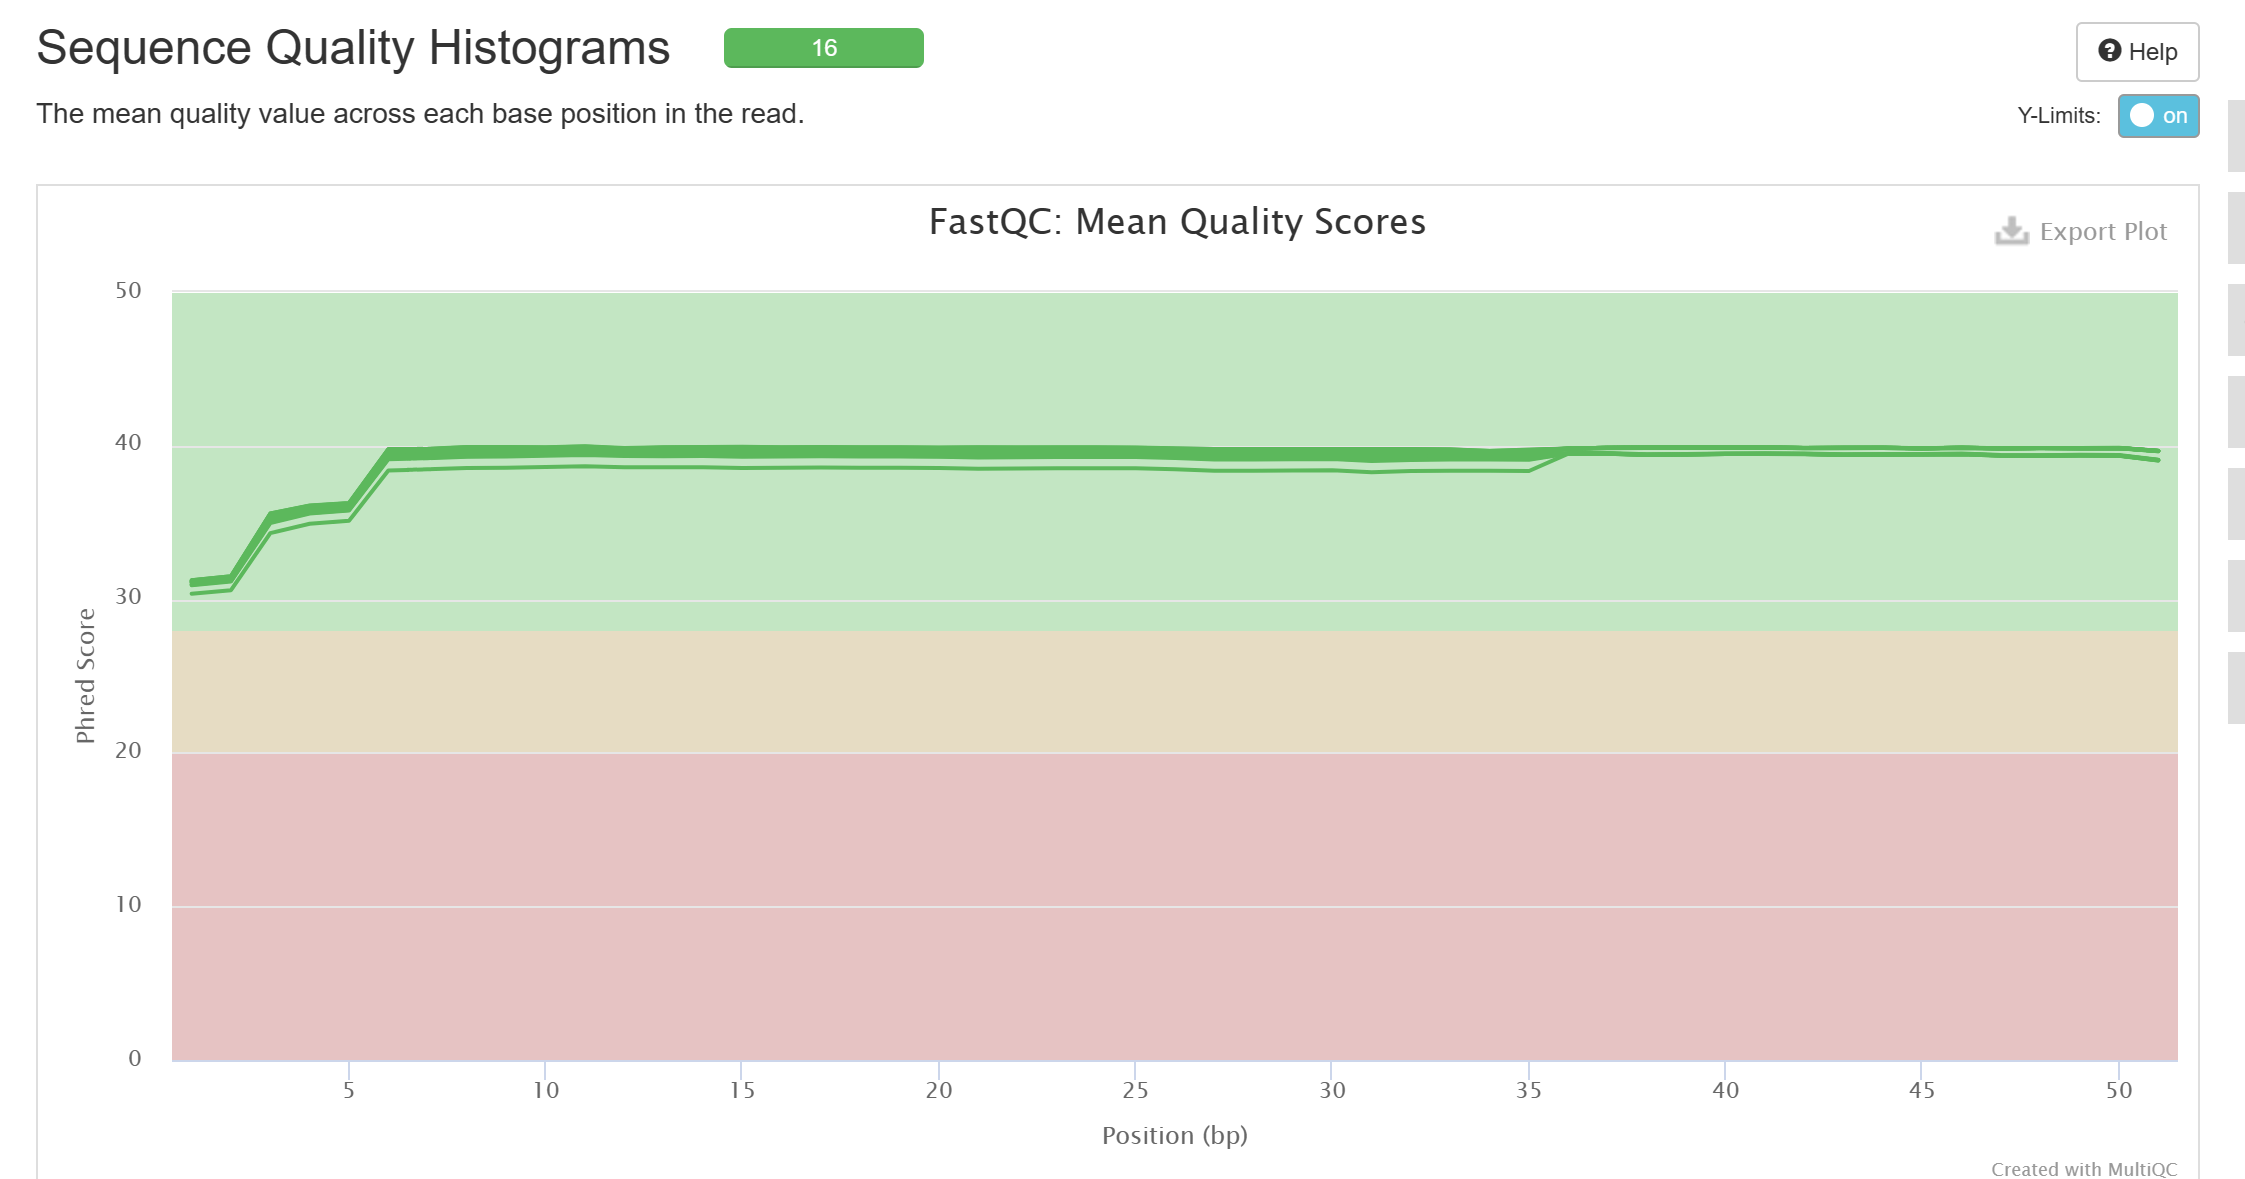 Sequence Quality Histograms
16
Help
The mean quality value across each base position in the read.
Y-Limits: on
FastQC: Mean Quality Scores
Export Plot
50
40
30
20
10
0
Phred Score
5 10 15 20 25 30 35 40 45 50
Position (bp)
Created with MultiQC